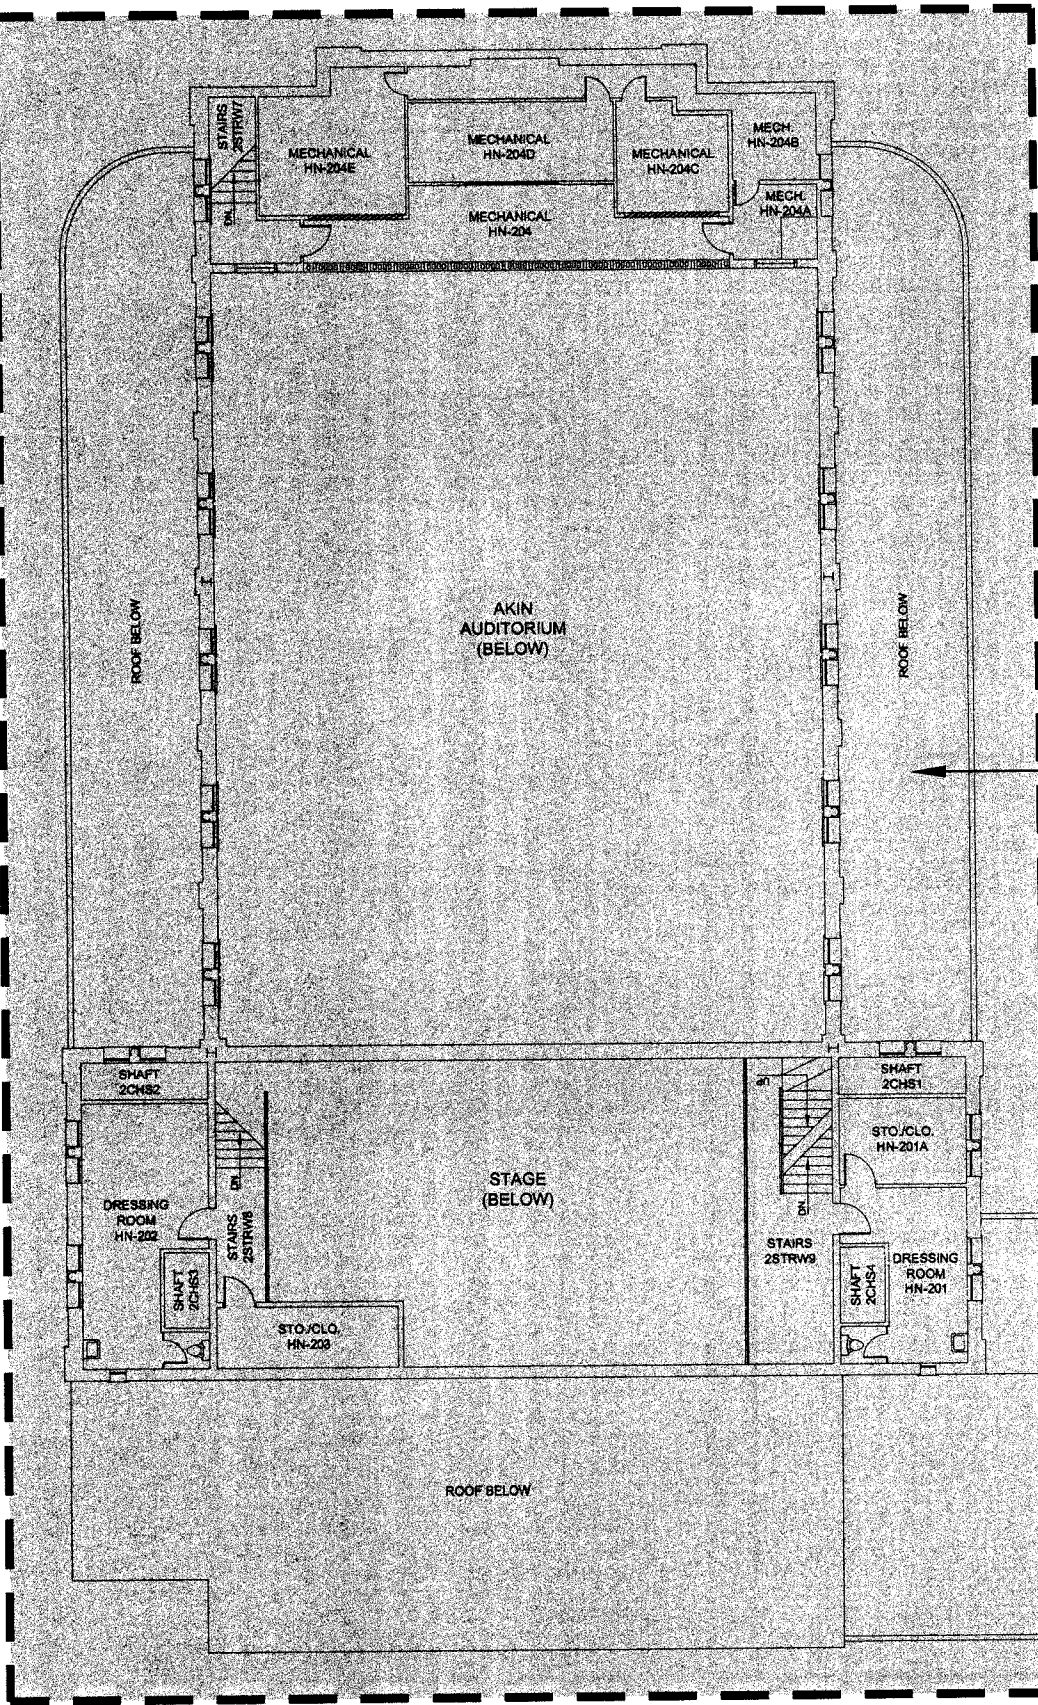 STAIRS
2STRW7
DN.
MECHANICAL
HN-204E
MECHANICAL
HN-204D
MECHANICAL
HN-204C
MECH.
HN-204B
MECH.
HN-204A
MECHANICAL
HN-204
ROOF BELOW
AKIN
AUDITORIUM
(BELOW)
ROOF BELOW
SHAFT
2CHS2
UP
SHAFT
2CHS1
STO./CLO.
HN-201A
DRESSING
ROOM
HN-202
DN.
STAIRS
2STRW8
STAGE
(BELOW)
DN.
STAIRS
2STRW9
SHAFT
2CHS3
SHAFT
2CHS4
DRESSING
ROOM
HN-201
STO./CLO.
HN-203
ROOF BELOW